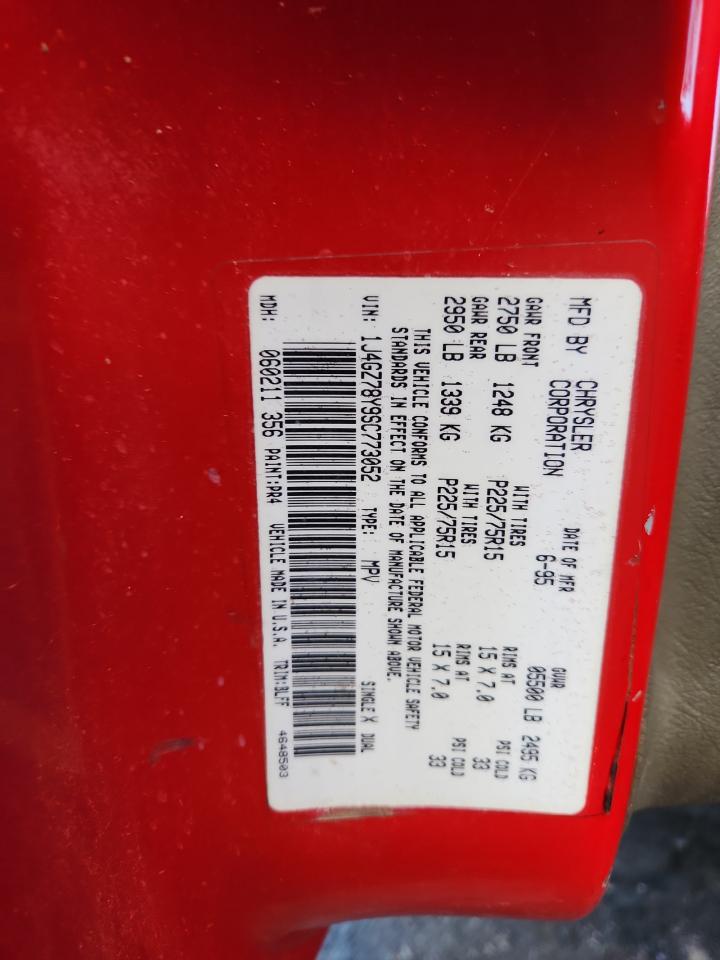 MFD BY CHRYSLER CORPORATION DATE OF MFR 6-95 GVWR 05500 LB 2495 KG
GAWR FRONT WITH TIRES RIMS AT PSI COLD
2750 LB 1248 KG P225/75R15 15 X 7.0 33
GAWR REAR WITH TIRES RIMS AT PSI COLD
2950 LB 1339 KG P225/75R15 15 X 7.0 33
THIS VEHICLE CONFORMS TO ALL APPLICABLE FEDERAL MOTOR VEHICLE SAFETY
STANDARDS IN EFFECT ON THE DATE OF MANUFACTURE SHOWN ABOVE.
VIN: 1J4GZ78Y9SC773052 TYPE: MPV SINGLE X DUAL
MDH: 060211 356 PAINT:PR4 VEHICLE MADE IN U.S.A. TRIM:BLFF 4648503